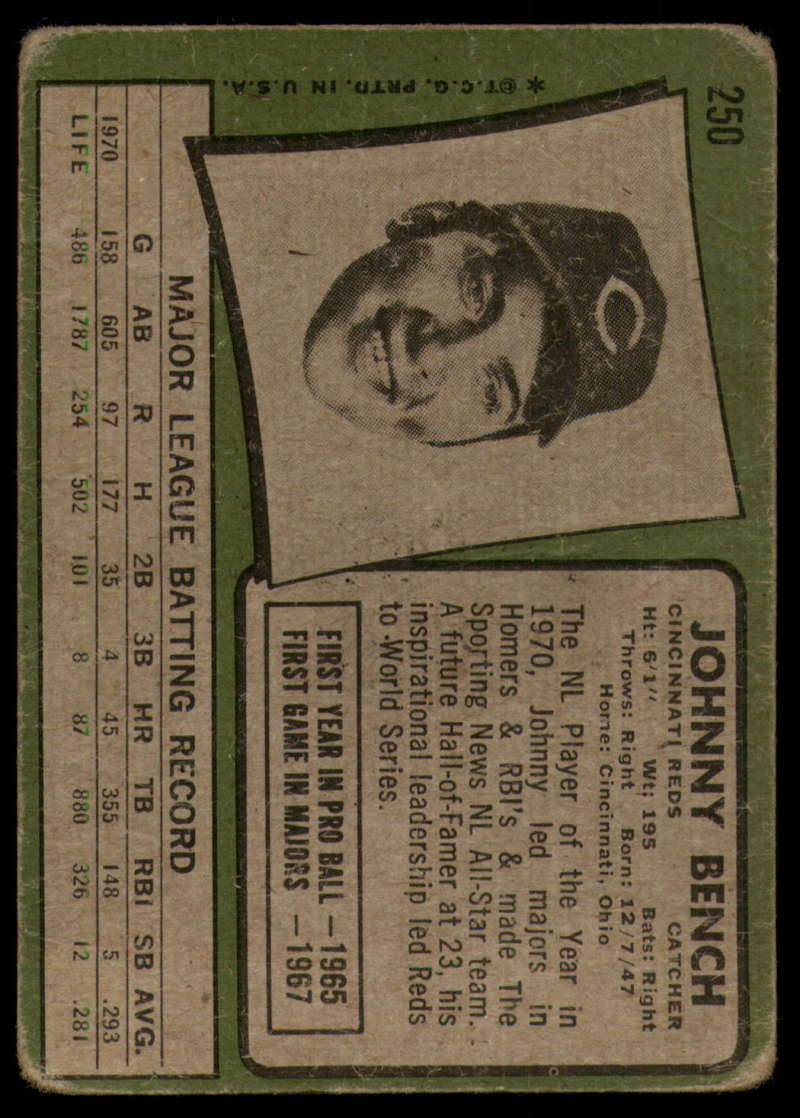 250
* ©T.C.G. PRTD. IN U.S.A.
C
JOHNNY BENCH
CINCINNATI REDS CATCHER
Ht: 6/1" Wt: 195 Bats: Right
Throws: Right Born: 12/7/47
Home: Cincinnati, Ohio
The NL Player of the Year in
1970, Johnny led majors in
Homers & RBI's & made The
Sporting News NL All-Star team.
A future Hall-of-Famer at 23, his
inspirational leadership led Reds
to World Series.
FIRST YEAR IN PRO BALL —1965
FIRST GAME IN MAJORS —1967
MAJOR LEAGUE BATTING RECORD
G AB R H 2B 3B HR TB RBI SB AVG.
1970 158 605 97 177 35 4 45 355 148 5 .293
LIFE 486 1787 254 502 101 8 87 880 326 12 .281